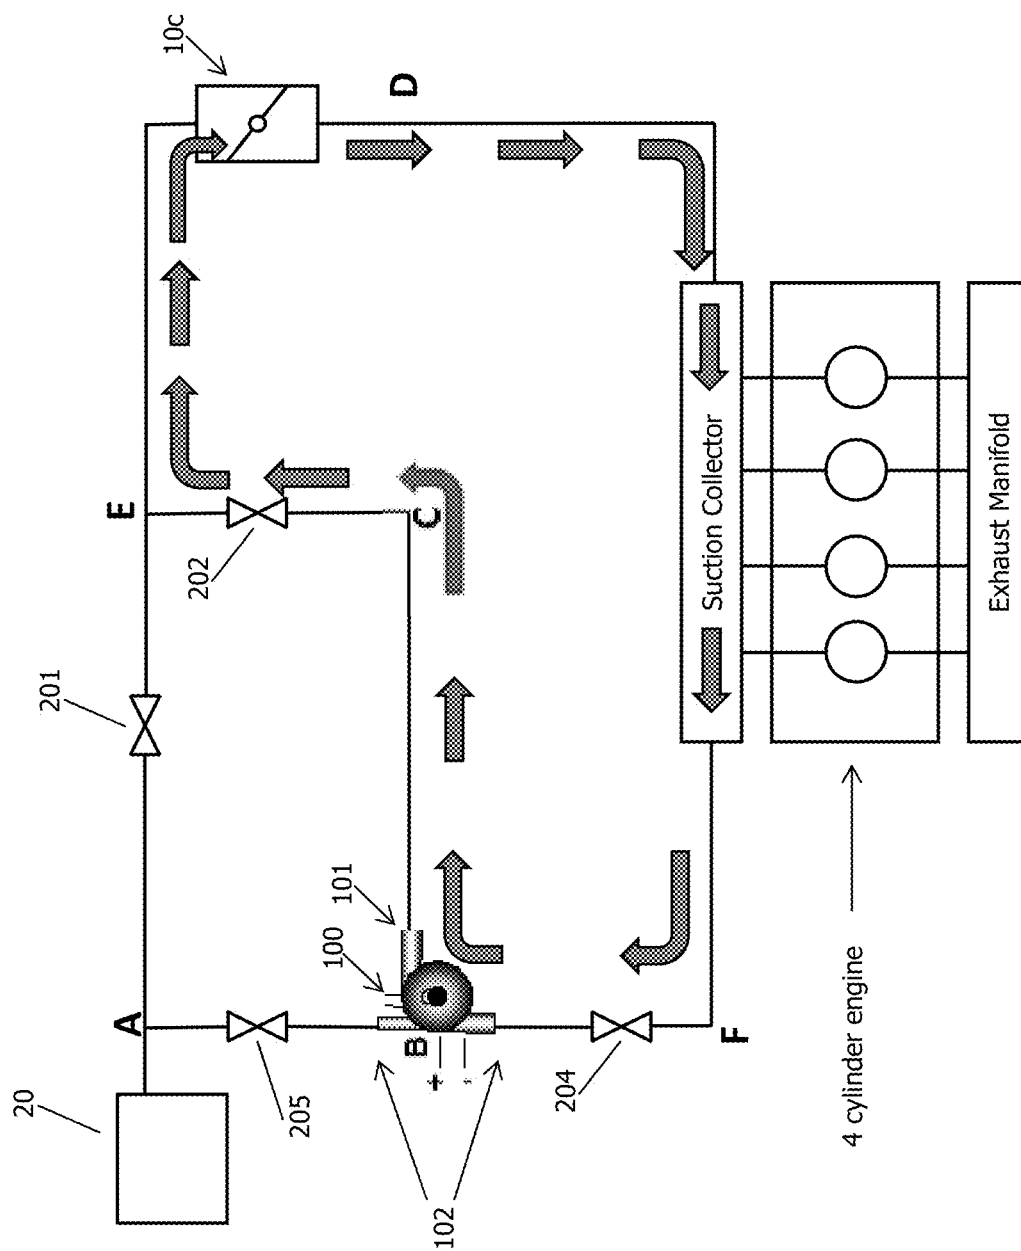 20
201
A
E
10c
202
205
100
101
D
B
C
+
-
102
204
Suction Collector
F
4 cylinder engine
Exhaust Manifold